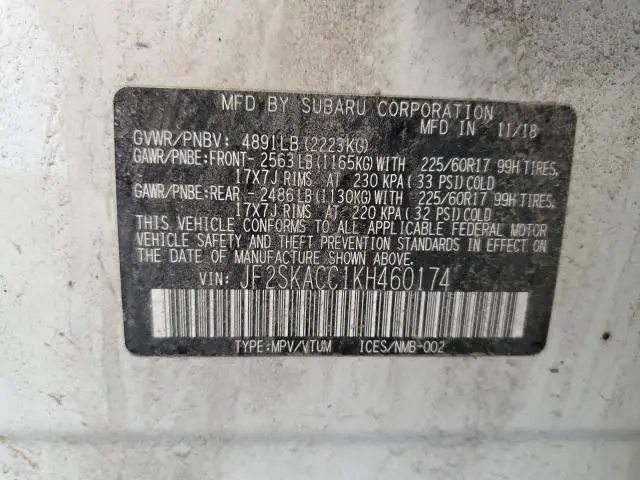 MFD BY SUBARU CORPORATION
MFD IN 11/18
GVWR/PNBV: 4891LB (2223KG)
GAWR/PNBE:FRONT- 2563LB (1165KG) WITH 225/60R17 99H TIRES,
17X7J RIMS AT 230 KPA (33 PSI) COLD
GAWR/PNBE:REAR - 2486LB (1130KG) WITH 225/60R17 99H TIRES,
17X7J RIMS AT 220 KPA (32 PSI) COLD
THIS VEHICLE CONFORMS TO ALL APPLICABLE FEDERAL MOTOR
VEHICLE SAFETY AND THEFT PREVENTION STANDARDS IN EFFECT ON
THE DATE OF MANUFACTURE SHOWN ABOVE.
VIN: JF2SKACC1KH460174
TYPE:MPV/VTUM ICES/NMB-002